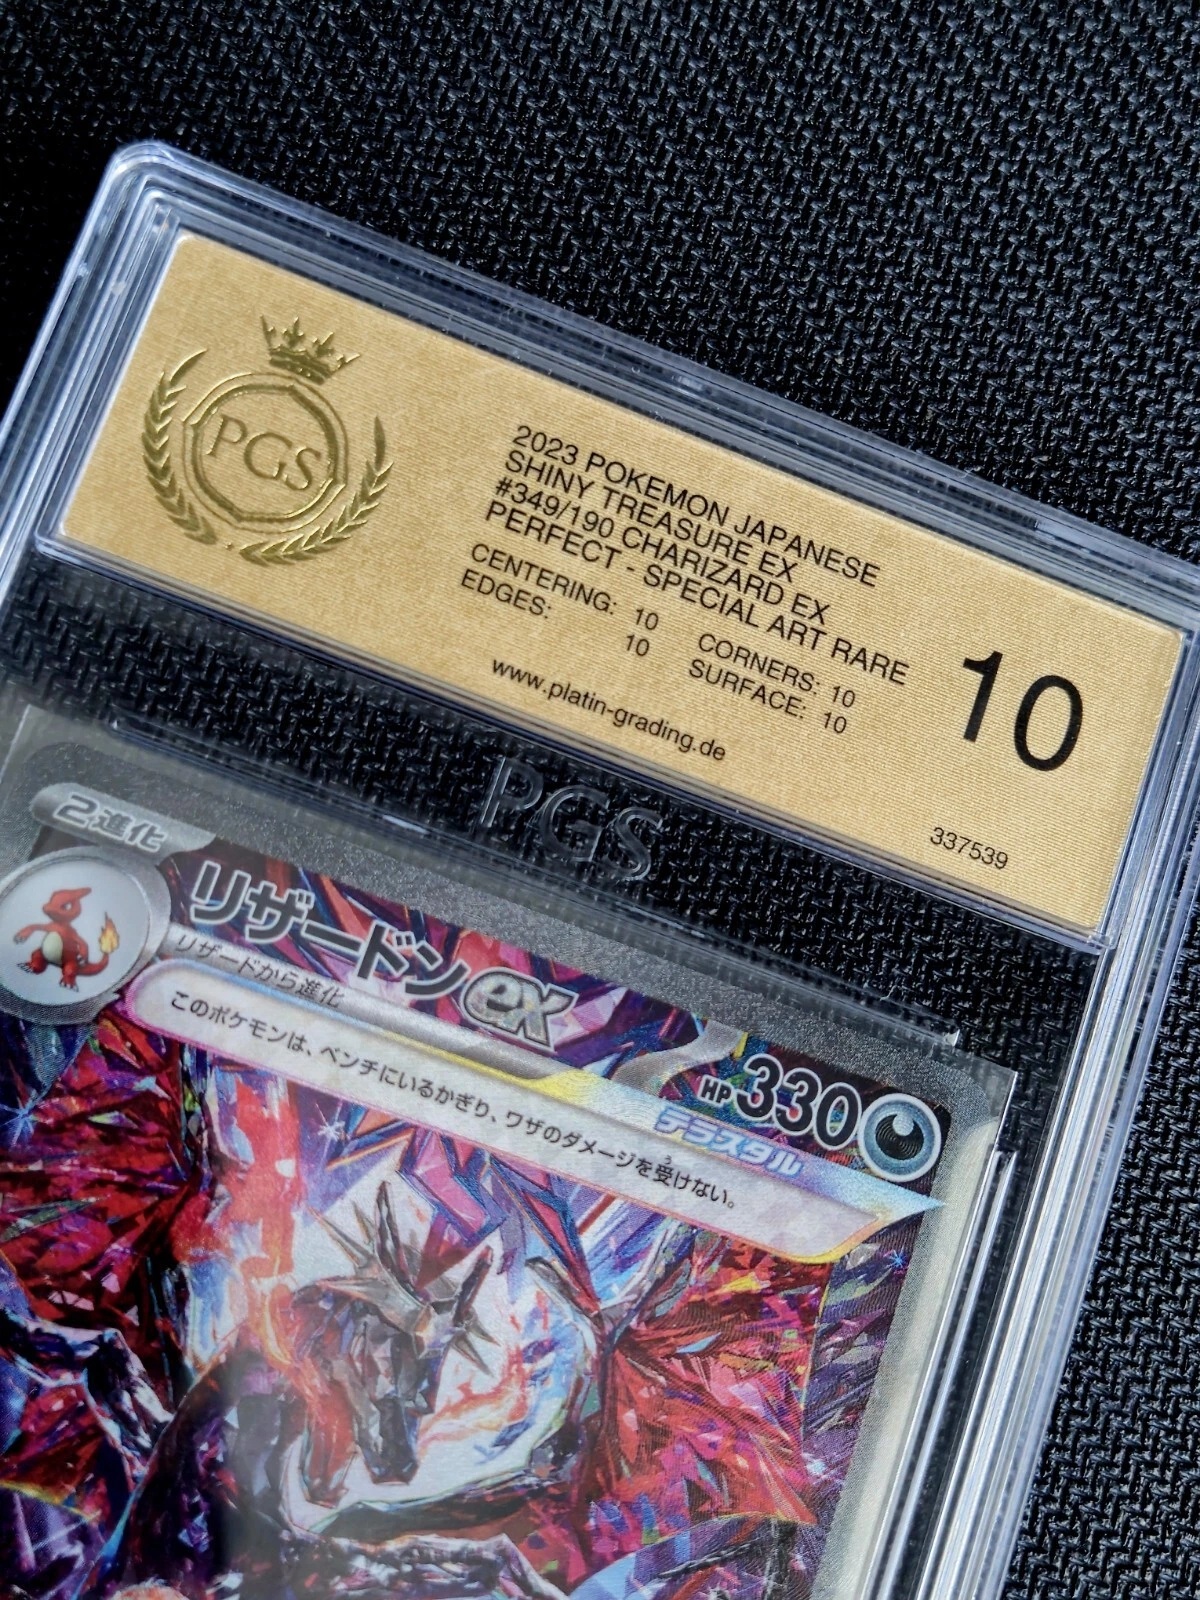 PGS
2023 POKEMON JAPANESE
SHINY TREASURE EX
#349/190 CHARIZARD EX
PERFECT - SPECIAL ART RARE
CENTERING: 10 CORNERS: 10
EDGES: 10 SURFACE: 10
www.platin-grading.de
10
337539
PGS
2進化
リザードンex
リザードから進化
HP 330
テラスタル
このポケモンは、ベンチにいるかぎり、ワザのダメージを受けない。